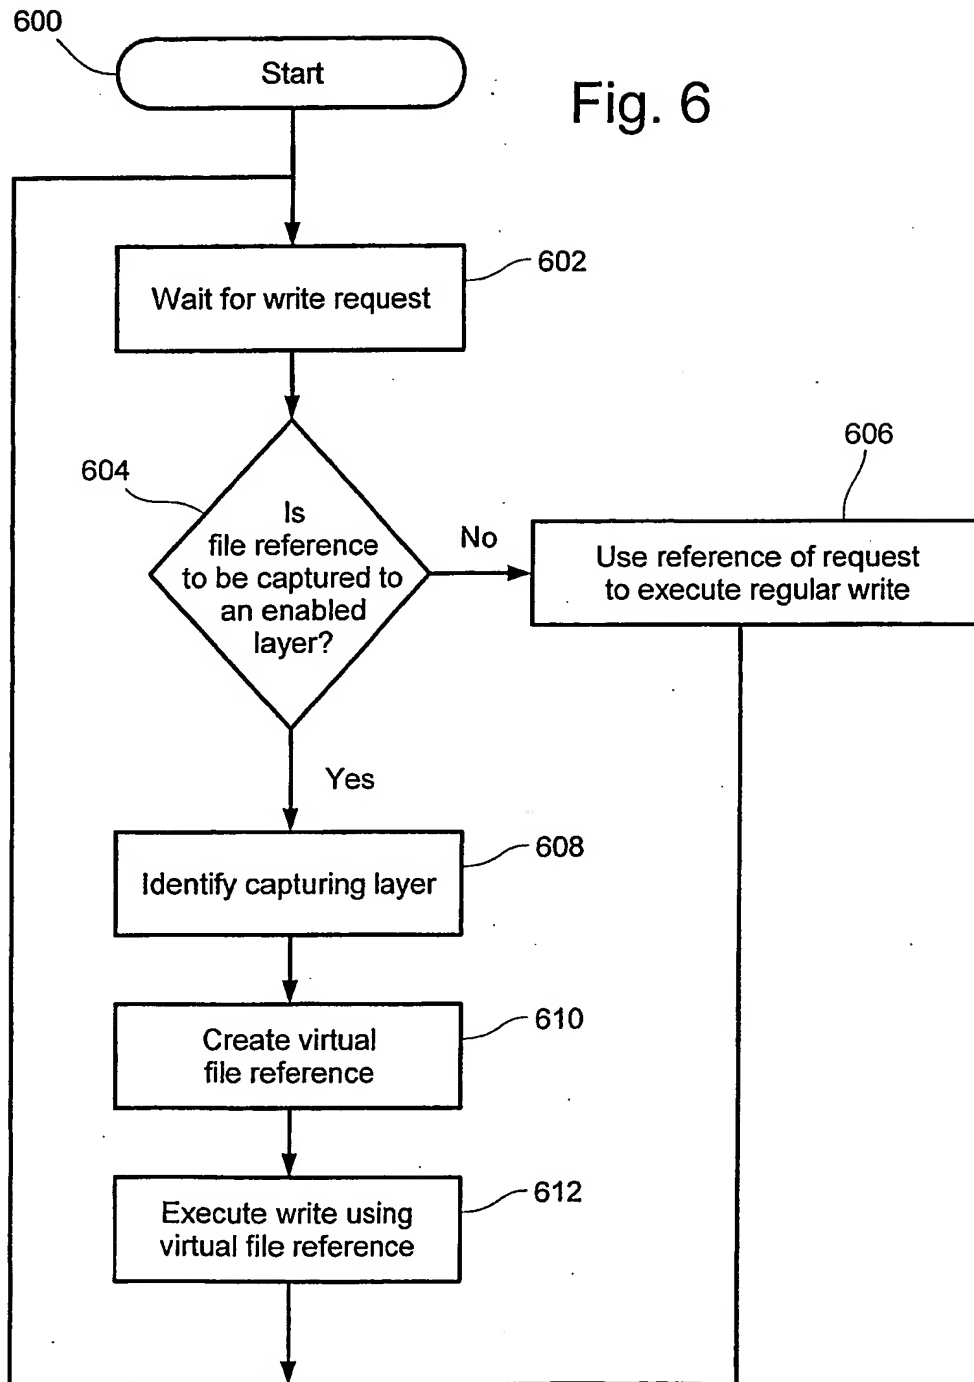 600
Start
Fig. 6
602
Wait for write request
604
606
Is
file reference
to be captured to
an enabled
layer?
No
Use reference of request
to execute regular write
Yes
608
Identify capturing layer
610
Create virtual
file reference
612
Execute write using
virtual file reference